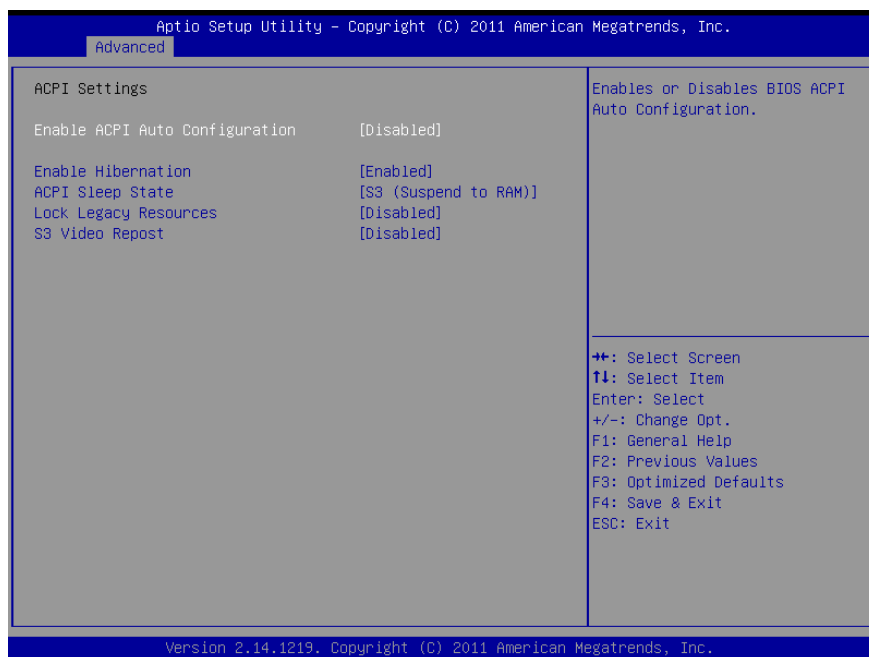 Aptio Setup Utility – Copyright (C) 2011 American Megatrends, Inc.
Advanced
ACPI Settings
Enable ACPI Auto Configuration [Disabled]
Enable Hibernation [Enabled]
ACPI Sleep State [S3 (Suspend to RAM)]
Lock Legacy Resources [Disabled]
S3 Video Repost [Disabled]
Enables or Disables BIOS ACPI
Auto Configuration.
→←: Select Screen
↑↓: Select Item
Enter: Select
+/-: Change Opt.
F1: General Help
F2: Previous Values
F3: Optimized Defaults
F4: Save & Exit
ESC: Exit
Version 2.14.1219. Copyright (C) 2011 American Megatrends, Inc.